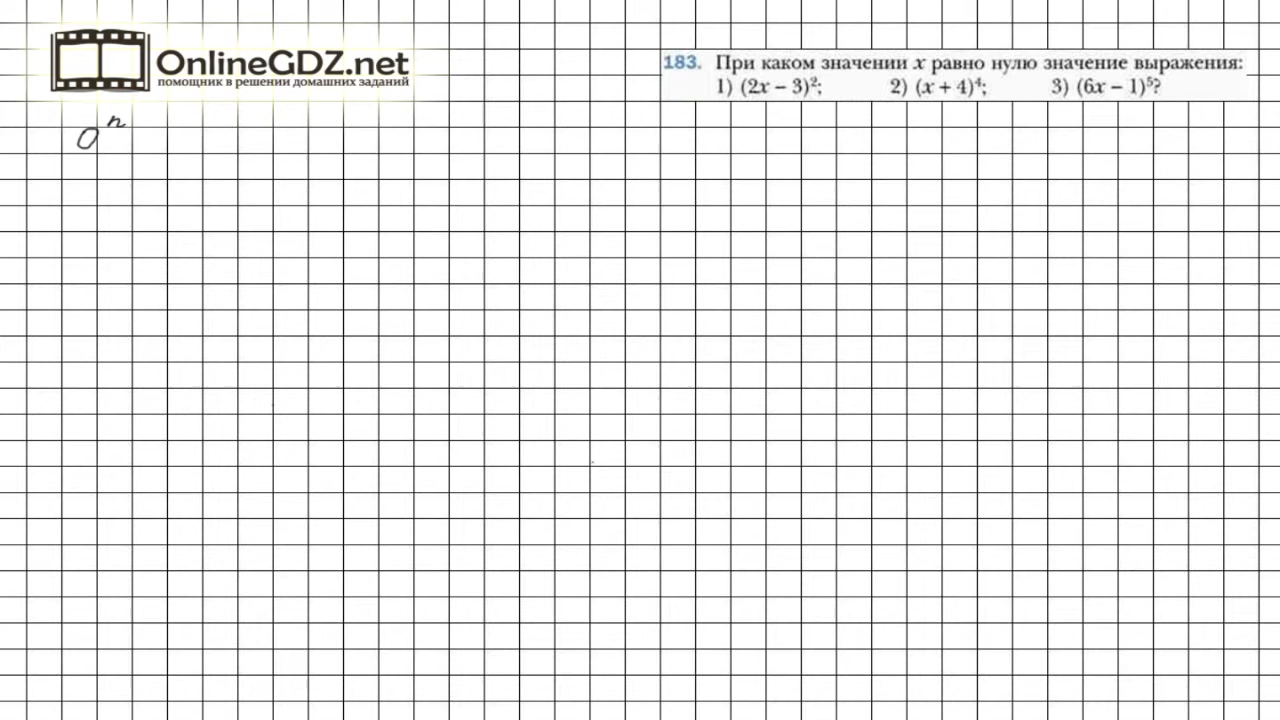 OnlineGDZ.net
помощник в решении домашних заданий
183. При каком значении x равно нулю значение выражения:
1) (2x − 3)²; 2) (x + 4)⁴; 3) (6x − 1)⁵?
0ⁿ